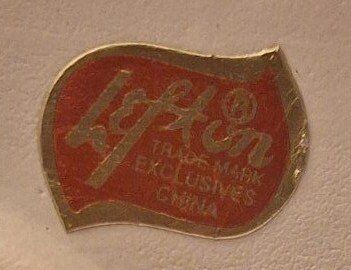 Lefton ®
TRADE MARK
EXCLUSIVES
CHINA